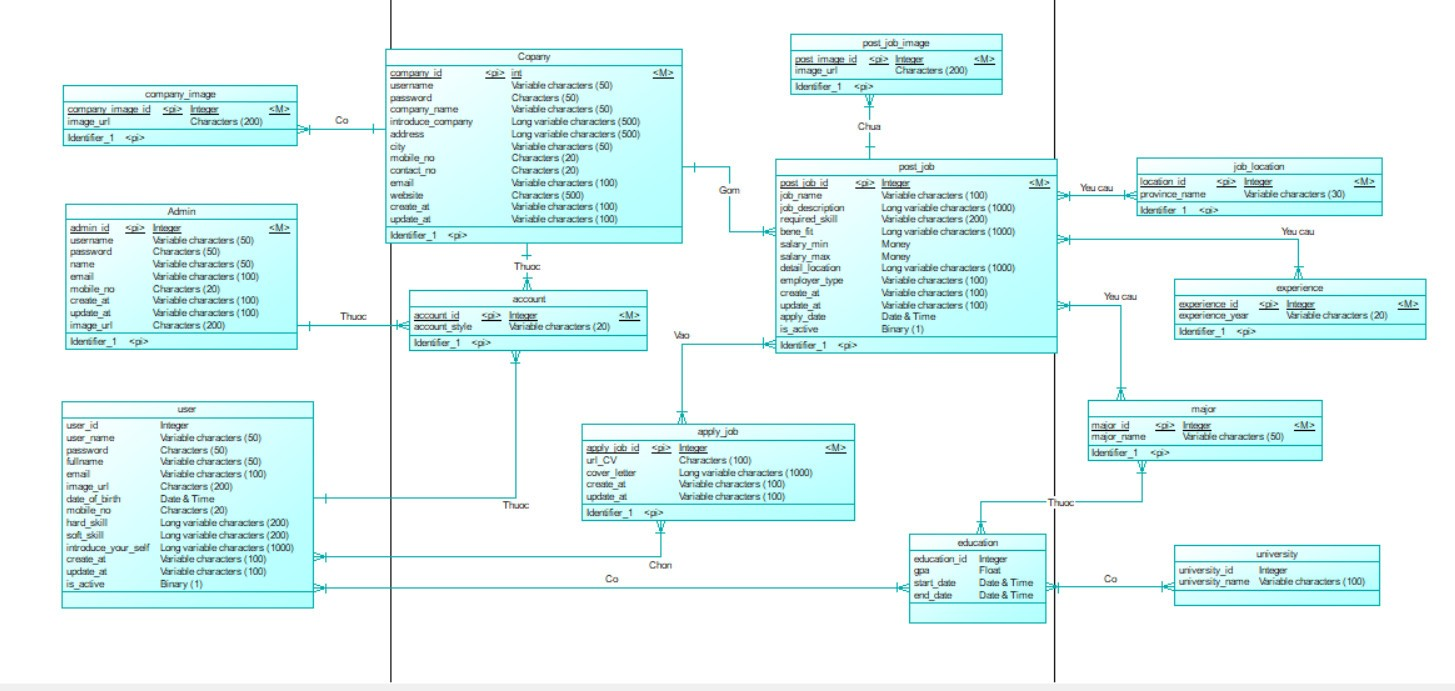 company_image
company_image_id <pi> Integer <M>
image_url Characters (200)
Identifier_1 <pi>
Co
Copany
company_id <pi> int <M>
username Variable characters (50)
password Characters (50)
company_name Variable characters (50)
introduce_company Long variable characters (500)
address Long variable characters (500)
city Variable characters (50)
mobile_no Characters (20)
contact_no Characters (20)
email Variable characters (100)
website Characters (500)
create_at Variable characters (100)
update_at Variable characters (100)
Identifier_1 <pi>
post_job_image
post_image_id <pi> Integer <M>
image_url Characters (200)
Identifier_1 <pi>
Chua
Gom
post_job
post_job_id <pi> Integer <M>
job_name Variable characters (100)
job_description Long variable characters (1000)
required_skill Variable characters (200)
bene_fit Long variable characters (1000)
salary_min Money
salary_max Money
detail_location Long variable characters (1000)
employer_type Variable characters (100)
create_at Variable characters (100)
update_at Variable characters (100)
apply_date Date & Time
is_active Binary (1)
Identifier_1 <pi>
Yeu cau
job_location
location_id <pi> Integer <M>
province_name Variable characters (30)
Identifier_1 <pi>
Yeu cau
experience
experience_id <pi> Integer <M>
experience_year Variable characters (20)
Identifier_1 <pi>
Yeu cau
Admin
admin_id <pi> Integer <M>
username Variable characters (50)
password Characters (50)
name Variable characters (50)
email Variable characters (100)
mobile_no Characters (20)
create_at Variable characters (100)
update_at Variable characters (100)
image_url Characters (200)
Identifier_1 <pi>
Thuoc
Thuoc
account
account_id <pi> Integer <M>
account_style Variable characters (20)
Identifier_1 <pi>
Vao
user
user_id Integer
user_name Variable characters (50)
password Characters (50)
fullname Variable characters (50)
email Variable characters (100)
image_url Characters (200)
date_of_birth Date & Time
mobile_no Characters (20)
hard_skill Long variable characters (200)
soft_skill Long variable characters (200)
introduce_your_self Long variable characters (1000)
create_at Variable characters (100)
update_at Variable characters (100)
is_active Binary (1)
Thuoc
apply_job
apply_job_id <pi> Integer <M>
url_CV Characters (100)
cover_letter Long variable characters (1000)
create_at Variable characters (100)
update_at Variable characters (100)
Identifier_1 <pi>
Chon
Co
major
major_id <pi> Integer <M>
major_name Variable characters (50)
Identifier_1 <pi>
Thuoc
education
education_id Integer
gpa Float
start_date Date & Time
end_date Date & Time
Co
university
university_id Integer
university_name Variable characters (100)